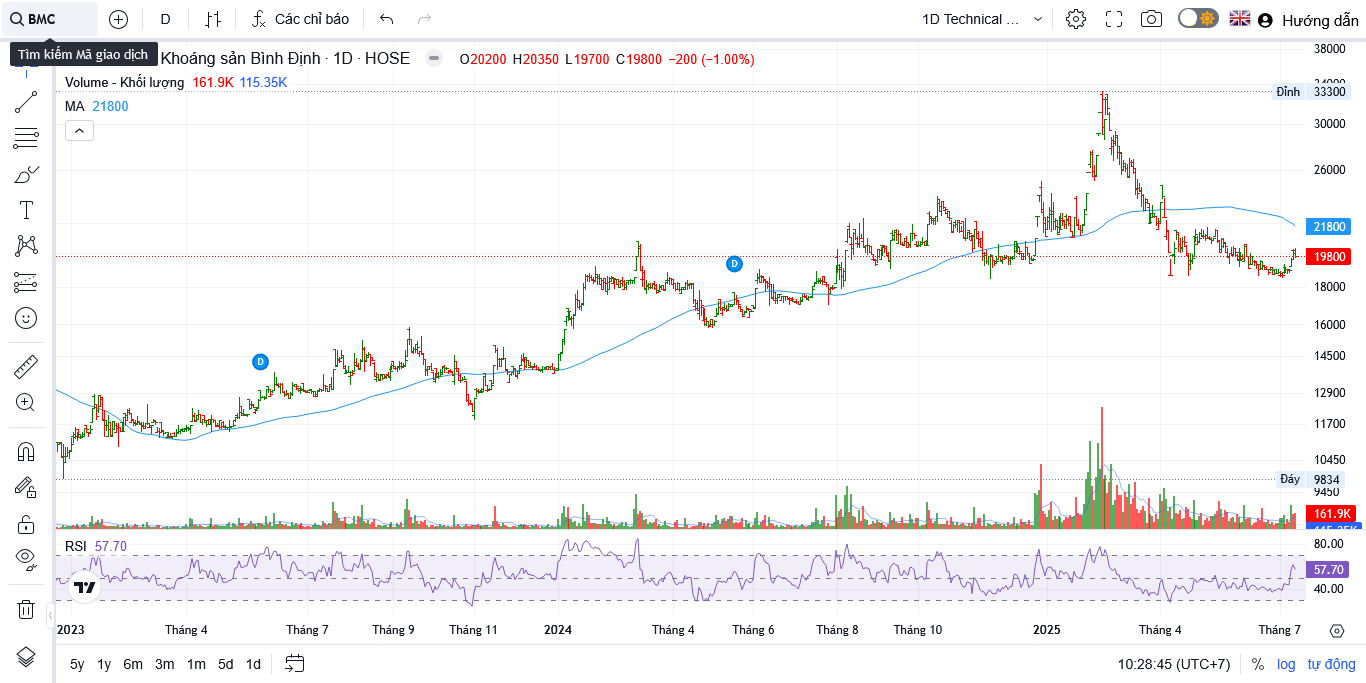 BMC
D
Các chỉ báo
1D Technical ...
Hướng dẫn
Tìm kiếm Mã giao dịch
Khoáng sản Bình Định · 1D · HOSE
O20200 H20350 L19700 C19800 −200 (−1.00%)
Volume - Khối lượng 161.9K 115.35K
MA 21800
38000
34000
Đỉnh 33300
30000
26000
21800
19800
18000
16000
14500
12900
11700
10450
Đáy 9834
9450
161.9K
115.35K
D
D
RSI 57.70
80.00
57.70
40.00
2023 Tháng 4 Tháng 7 Tháng 9 Tháng 11 2024 Tháng 4 Tháng 6 Tháng 8 Tháng 10 2025 Tháng 4 Tháng 7
5y 1y 6m 3m 1m 5d 1d
10:28:45 (UTC+7) % log tự động